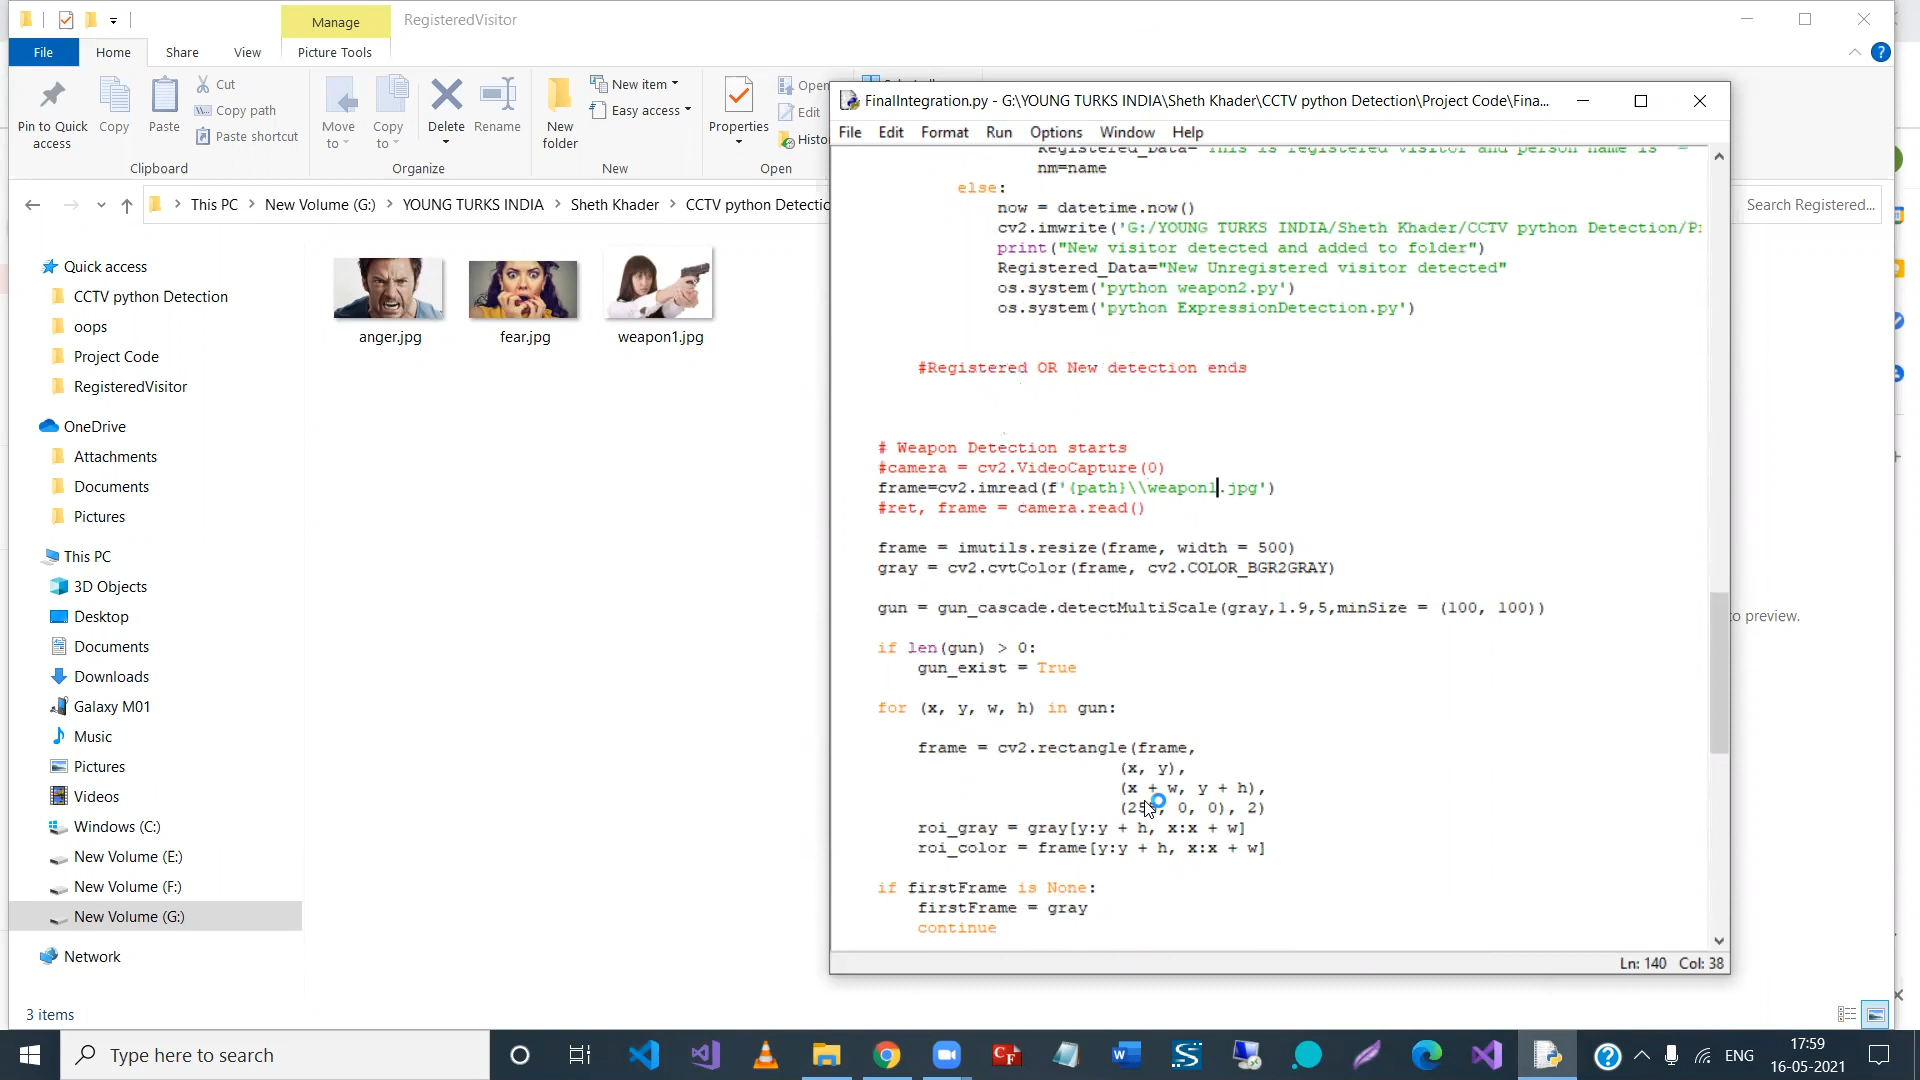 Manage
RegisteredVisitor
File
Home
Share
View
Picture Tools
Pin to Quick access
Copy
Paste
Cut
Copy path
Paste shortcut
Clipboard
Move to
Copy to
Delete
Rename
Organize
New folder
New item
Easy access
New
Properties
Open
Edit
Histo
Open
This PC
New Volume (G:)
YOUNG TURKS INDIA
Sheth Khader
CCTV python Detectio
Search Registered...
Quick access
CCTV python Detection
oops
Project Code
RegisteredVisitor
OneDrive
Attachments
Documents
Pictures
This PC
3D Objects
Desktop
Documents
Downloads
Galaxy M01
Music
Pictures
Videos
Windows (C:)
New Volume (E:)
New Volume (F:)
New Volume (G:)
Network
3 items
anger.jpg
fear.jpg
weapon1.jpg
to preview.
FinalIntegration.py - G:\YOUNG TURKS INDIA\Sheth Khader\CCTV python Detection\Project Code\Fina...
File Edit Format Run Options Window Help
Registered_Data="This is registered visitor and person name is "
nm=name
else:
now = datetime.now()
cv2.imwrite('G:/YOUNG TURKS INDIA/Sheth Khader/CCTV python Detection/P
print("New visitor detected and added to folder")
Registered_Data="New Unregistered visitor detected"
os.system('python weapon2.py')
os.system('python ExpressionDetection.py')
#Registered OR New detection ends
# Weapon Detection starts
#camera = cv2.VideoCapture(0)
frame=cv2.imread(f'{path}\\weapon1.jpg')
#ret, frame = camera.read()
frame = imutils.resize(frame, width = 500)
gray = cv2.cvtColor(frame, cv2.COLOR_BGR2GRAY)
gun = gun_cascade.detectMultiScale(gray,1.9,5,minSize = (100, 100))
if len(gun) > 0:
gun_exist = True
for (x, y, w, h) in gun:
frame = cv2.rectangle(frame,
(x, y),
(x + w, y + h),
0, 0), 2)
roi_gray = gray[y:y + h, x:x + w]
roi_color = frame[y:y + h, x:x + w]
if firstFrame is None:
firstFrame = gray
continue
Ln: 140 Col: 38
Type here to search
ENG
17:59
16-05-2021